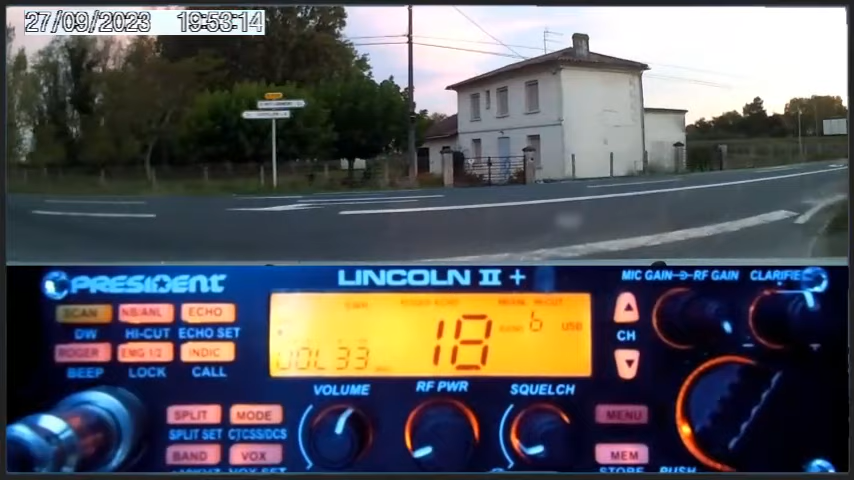 27/09/2023 19:53:14
PRESIDENT LINCOLN II + MIC GAIN RF GAIN CLARIFIER
SCAN NB/ANL ECHO
DW HI-CUT ECHO SET
ROGER EMG 1/2 INDIC
BEEP LOCK CALL
HI-CUT
18 6 USB
VOL 33
CH
VOLUME RF PWR SQUELCH
SPLIT MODE MENU
SPLIT SET CTCSS/DCS
BAND VOX MEM
VOX SET STORE PUSH